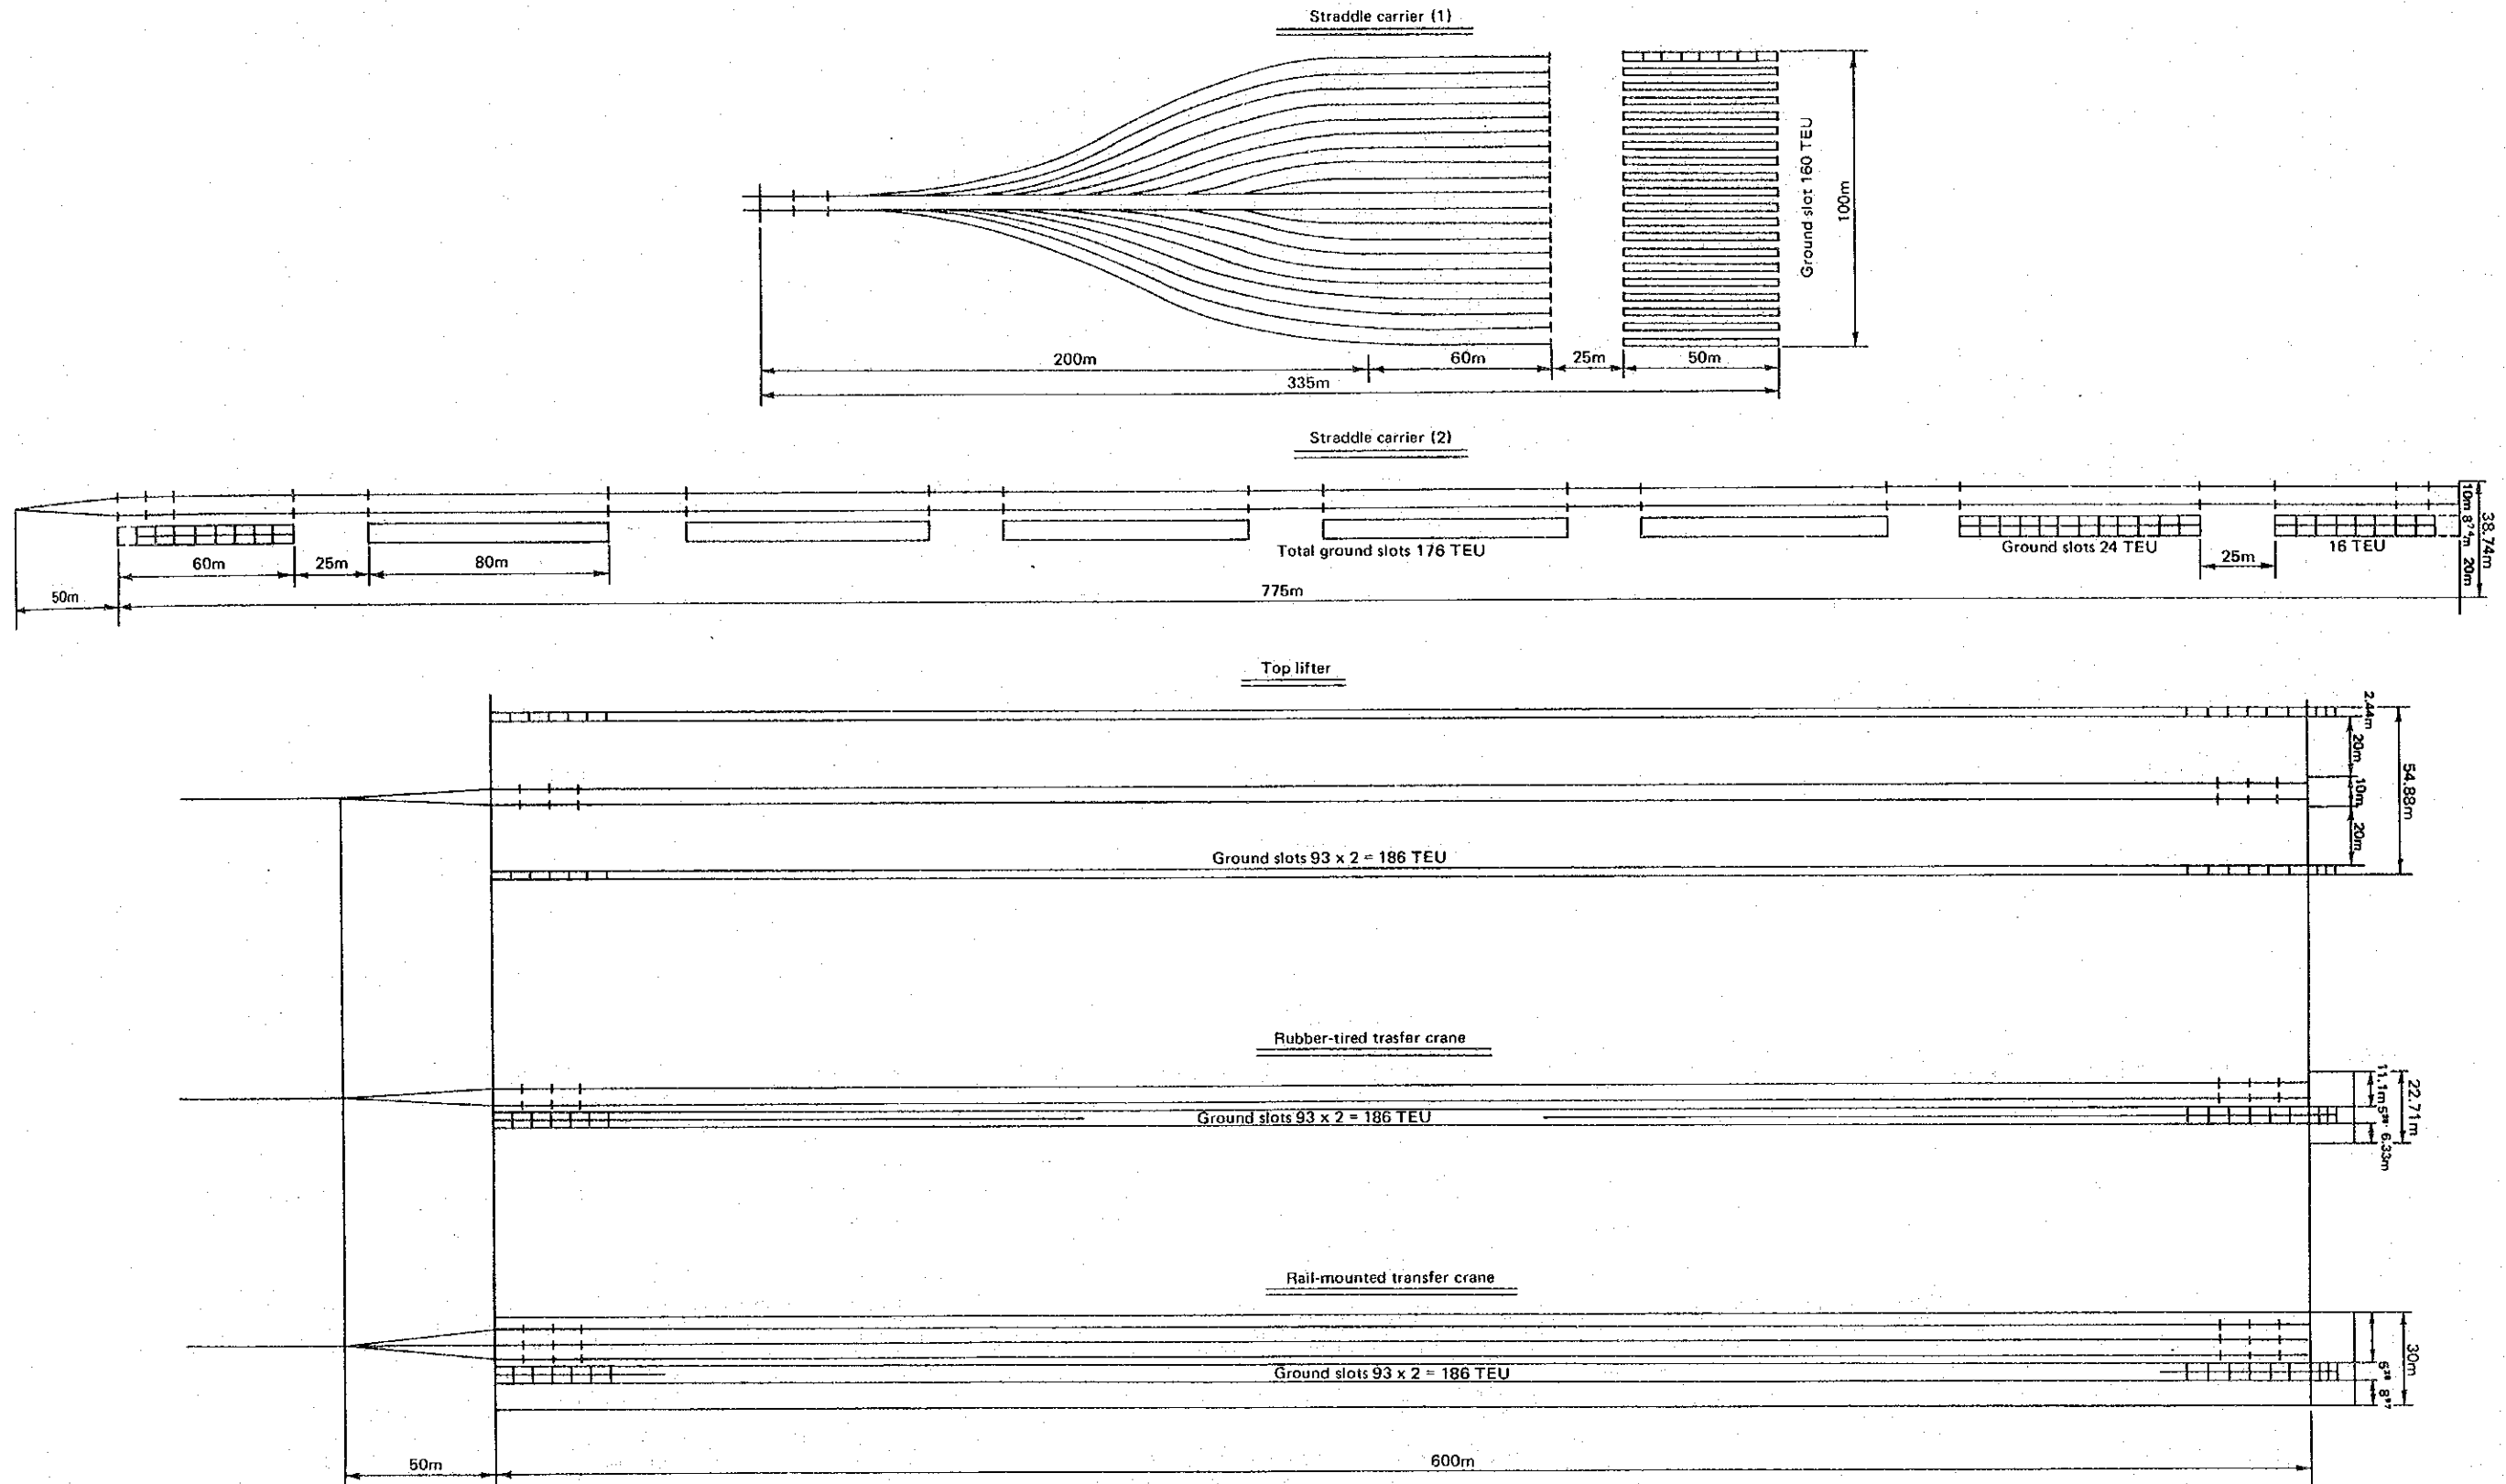 Straddle carrier (1)
Ground slot 160 TEU
100m
200m
60m
25m
50m
335m
Straddle carrier (2)
10m
8⁷⁴m
20m
38.74m
Total ground slots 176 TEU
Ground slots 24 TEU
16 TEU
60m
25m
80m
25m
50m
775m
Top lifter
2.44m
20m
10m
20m
54.88m
Ground slots 93 x 2 = 186 TEU
Rubber-tired trasfer crane
11.1m
6.33m
22.71m
Ground slots 93 x 2 = 186 TEU
Rail-mounted transfer crane
30m
Ground slots 93 x 2 = 186 TEU
50m
600m